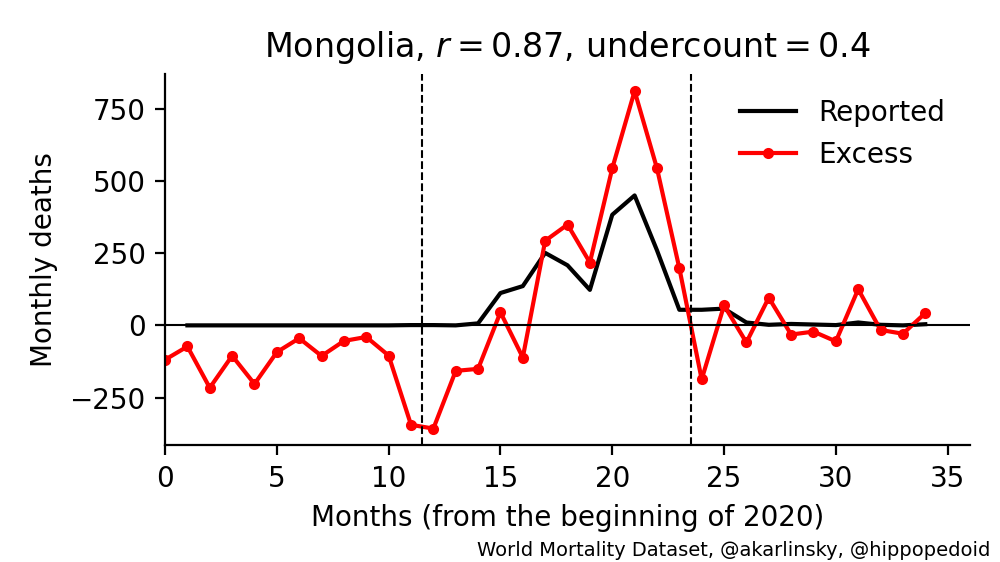 Mongolia, r = 0.87, undercount = 0.4
Monthly deaths
750
500
250
0
−250
Reported
Excess
0 5 10 15 20 25 30 35
Months (from the beginning of 2020)
World Mortality Dataset, @akarlinsky, @hippopedoid